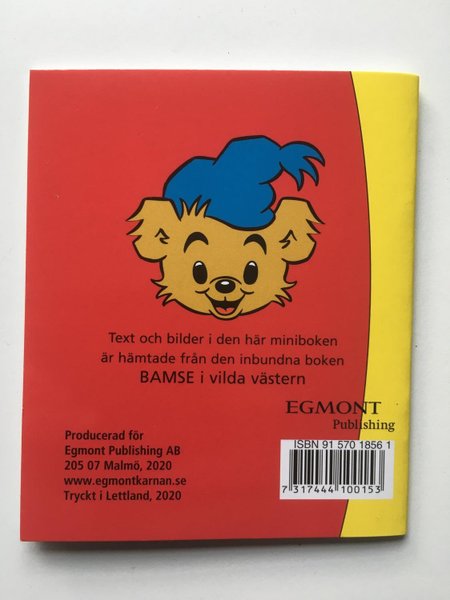 Text och bilder i den här miniboken
är hämtade från den inbundna boken
BAMSE i vilda västern
EGMONT
Publishing
Producerad för
Egmont Publishing AB
205 07 Malmö, 2020
www.egmontkarnan.se
Tryckt i Lettland, 2020
ISBN 91 570 1856 1
7 317444 100153